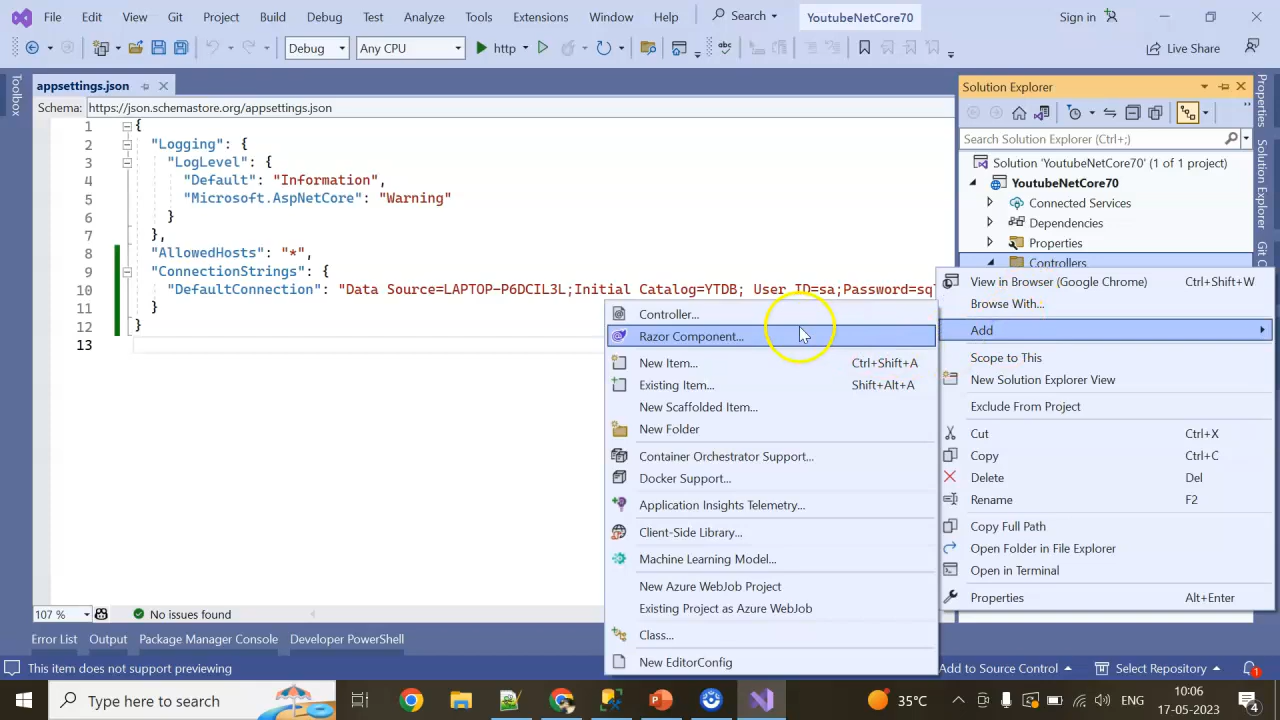 File Edit View Git Project Build Debug Test Analyze Tools Extensions Window Help Search YoutubeNetCore70 Sign in
Debug Any CPU http Live Share
appsettings.json
Schema: https://json.schemastore.org/appsettings.json
1 {
2 "Logging": {
3 "LogLevel": {
4 "Default": "Information",
5 "Microsoft.AspNetCore": "Warning"
6 }
7 },
8 "AllowedHosts": "*",
9 "ConnectionStrings": {
10 "DefaultConnection": "Data Source=LAPTOP-P6DCIL3L;Initial Catalog=YTDB; User ID=sa;Password=sql
11 }
12 }
13
Toolbox
Solution Explorer
Search Solution Explorer (Ctrl+;)
Solution 'YoutubeNetCore70' (1 of 1 project)
YoutubeNetCore70
Connected Services
Dependencies
Properties
Controllers
Properties
Solution Explorer
Git C
View in Browser (Google Chrome) Ctrl+Shift+W
Browse With...
Add
Scope to This
New Solution Explorer View
Exclude From Project
Cut Ctrl+X
Copy Ctrl+C
Delete Del
Rename F2
Copy Full Path
Open Folder in File Explorer
Open in Terminal
Properties Alt+Enter
Controller...
Razor Component...
New Item... Ctrl+Shift+A
Existing Item... Shift+Alt+A
New Scaffolded Item...
New Folder
Container Orchestrator Support...
Docker Support...
Application Insights Telemetry...
Client-Side Library...
Machine Learning Model...
New Azure WebJob Project
Existing Project as Azure WebJob
Class...
New EditorConfig
107 % No issues found
Error List Output Package Manager Console Developer PowerShell
This item does not support previewing Add to Source Control Select Repository 1
Type here to search 35°C ENG 10:06
17-05-2023 4